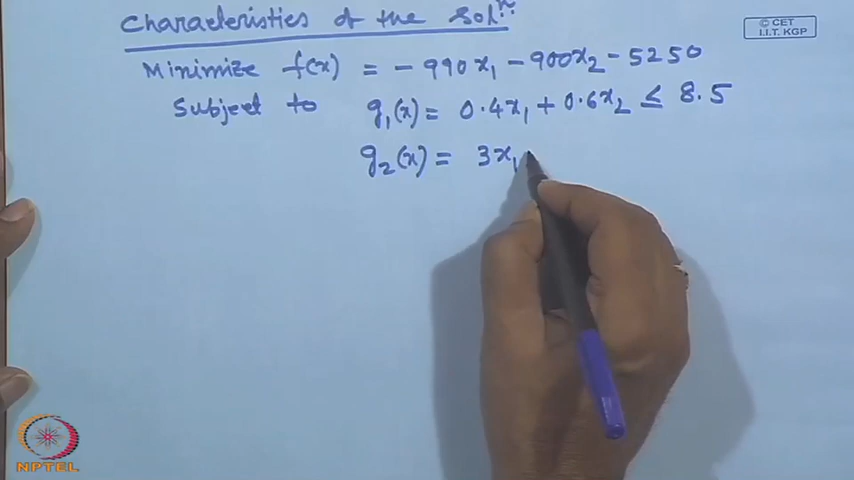 Characteristics of the Solⁿ.
© CET
I.I.T. KGP
Minimize f(x) = -990x₁ - 900x₂ - 5250
Subject to g₁(x) = 0.4x₁ + 0.6x₂ ≤ 8.5
g₂(x) = 3x₁
NPTEL